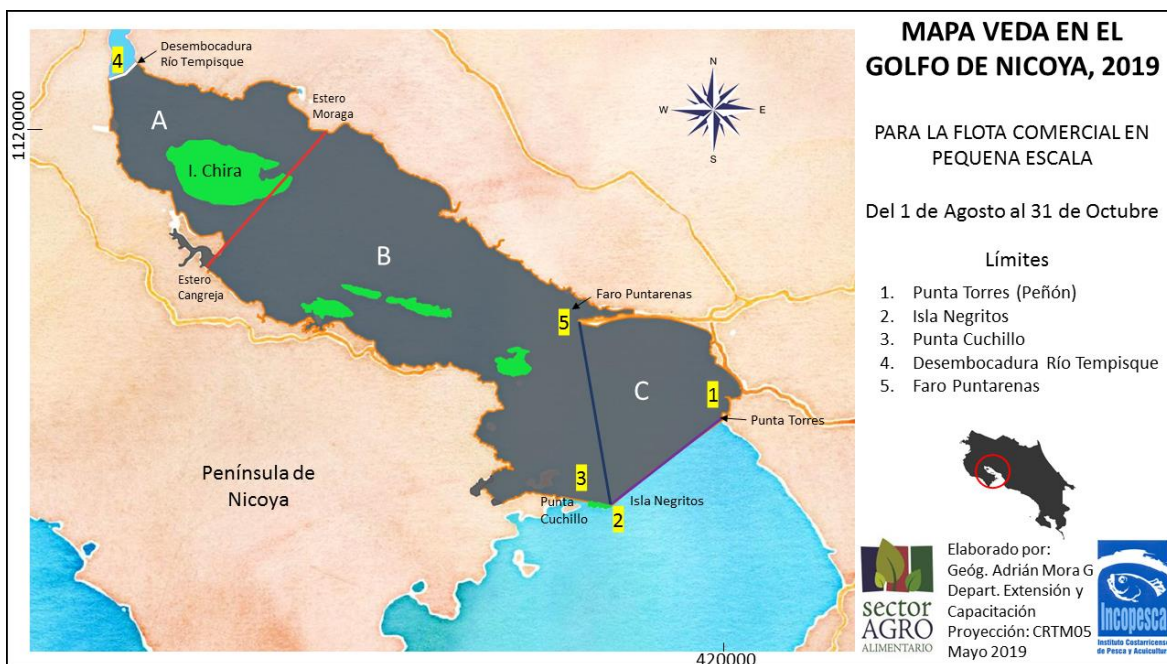 MAPA VEDA EN EL
GOLFO DE NICOYA, 2019
PARA LA FLOTA COMERCIAL EN
PEQUENA ESCALA
Del 1 de Agosto al 31 de Octubre
Límites
1. Punta Torres (Peñón)
2. Isla Negritos
3. Punta Cuchillo
4. Desembocadura Río Tempisque
5. Faro Puntarenas
4
Desembocadura
Río Tempisque
Estero
Moraga
A
I. Chira
1120000
N
W
E
S
B
Estero
Cangreja
Faro Puntarenas
5
C
1
Punta Torres
Península de
Nicoya
3
Punta
Cuchillo
Isla Negritos
2
420000
sector
AGRO
ALIMENTARIO
Elaborado por:
Geóg. Adrián Mora G
Depart. Extensión y
Capacitación
Proyección: CRTM05
Mayo 2019
Incopesca
Instituto Costarricense
de Pesca y Acuicultura